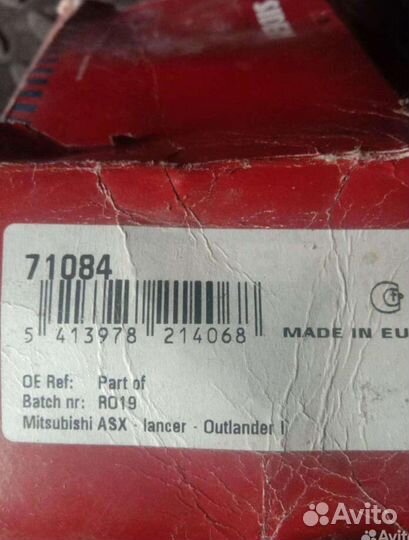 71084
5 413978 214068
MADE IN EU
OE Ref: Part of
Batch nr: R019
Mitsubishi ASX - lancer - Outlander I
Avito
Avito